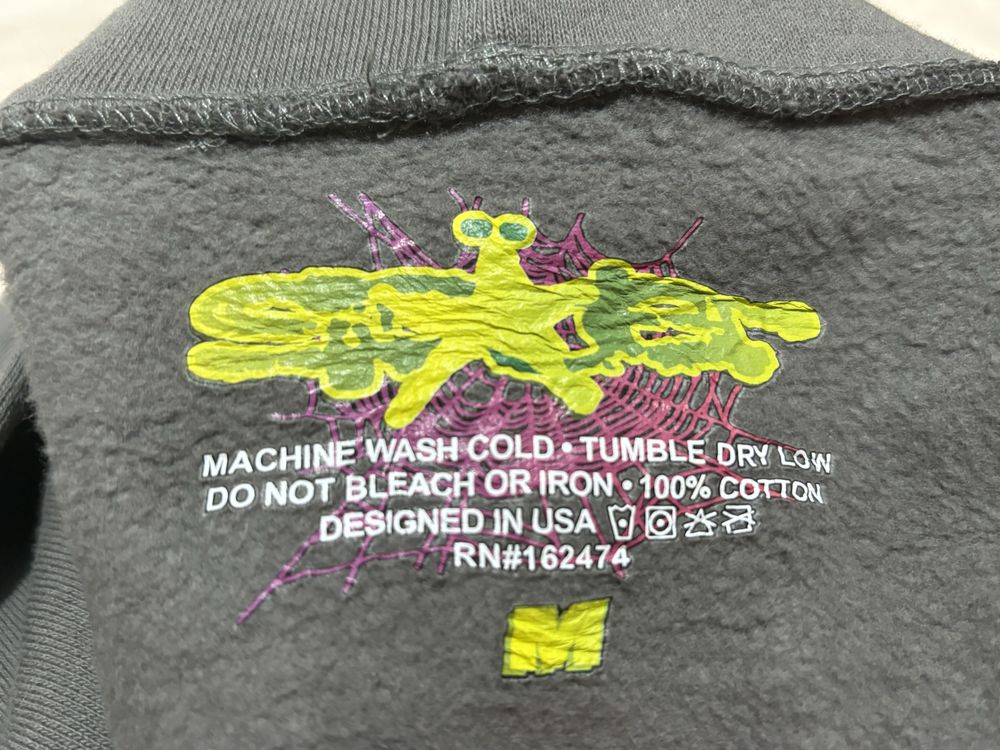 MACHINE WASH COLD • TUMBLE DRY LOW
DO NOT BLEACH OR IRON • 100% COTTON
DESIGNED IN USA
RN#162474
M